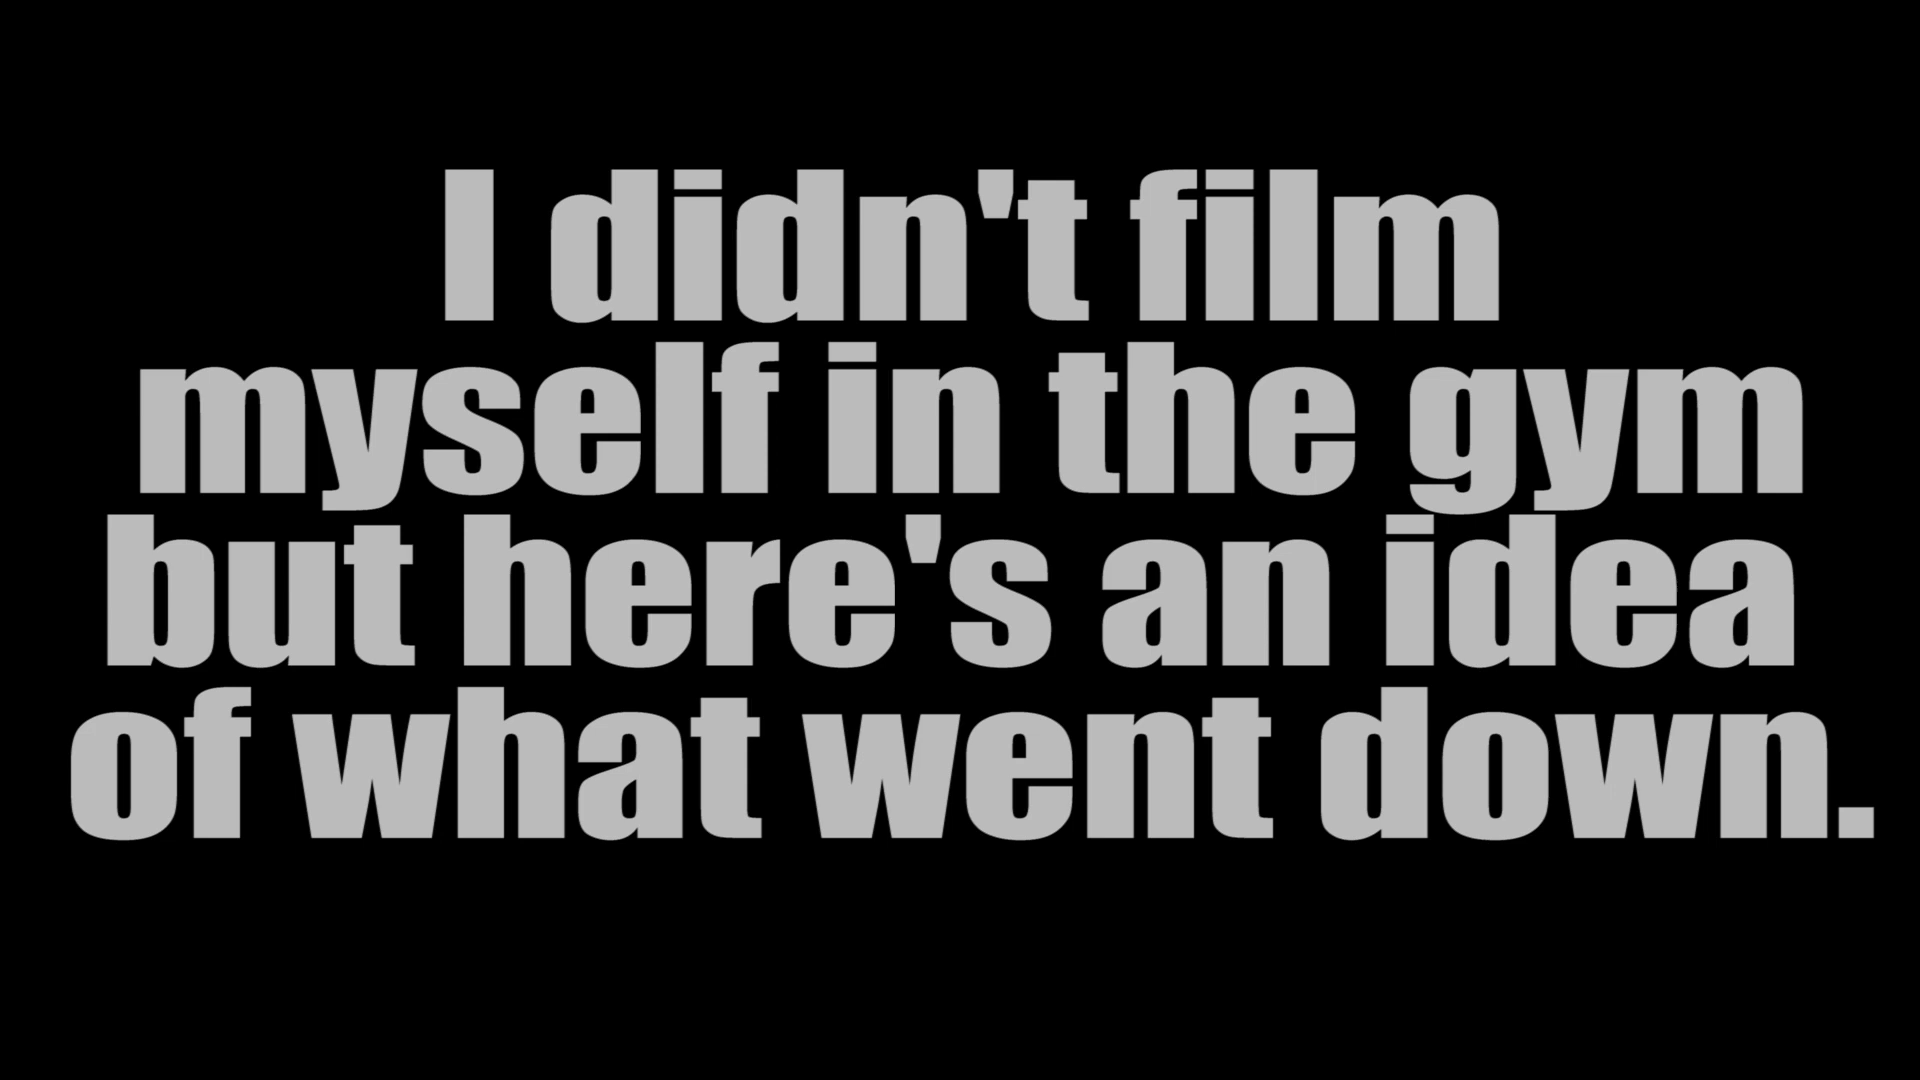 I didn't film
myself in the gym
but here's an idea
of what went down.